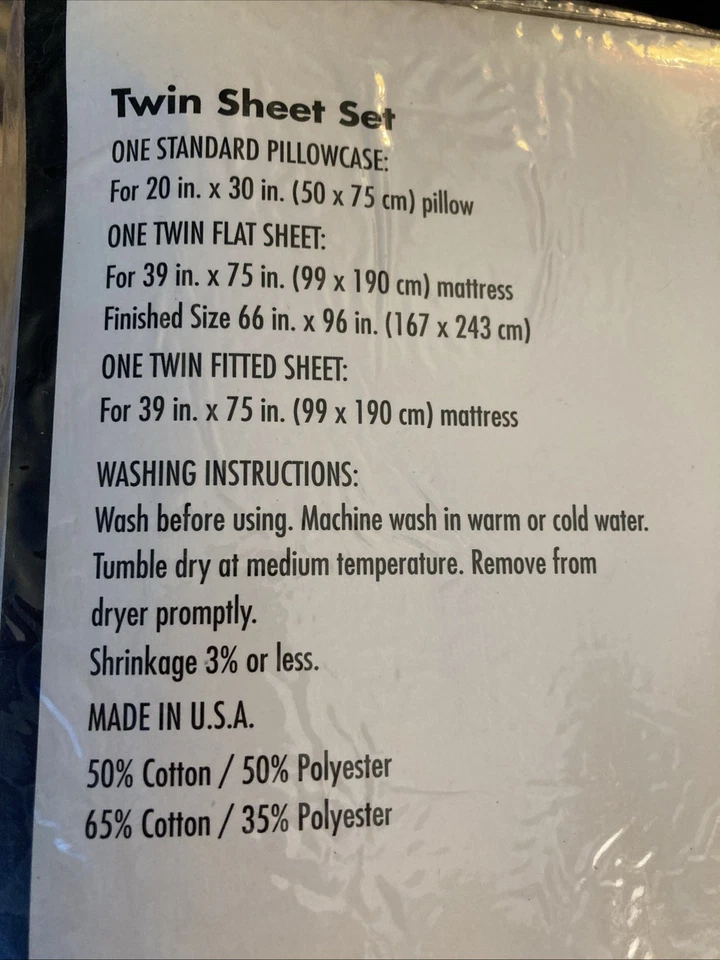 Twin Sheet Set
ONE STANDARD PILLOWCASE:
For 20 in. x 30 in. (50 x 75 cm) pillow
ONE TWIN FLAT SHEET:
For 39 in. x 75 in. (99 x 190 cm) mattress
Finished Size 66 in. x 96 in. (167 x 243 cm)
ONE TWIN FITTED SHEET:
For 39 in. x 75 in. (99 x 190 cm) mattress
WASHING INSTRUCTIONS:
Wash before using. Machine wash in warm or cold water.
Tumble dry at medium temperature. Remove from
dryer promptly.
Shrinkage 3% or less.
MADE IN U.S.A.
50% Cotton / 50% Polyester
65% Cotton / 35% Polyester